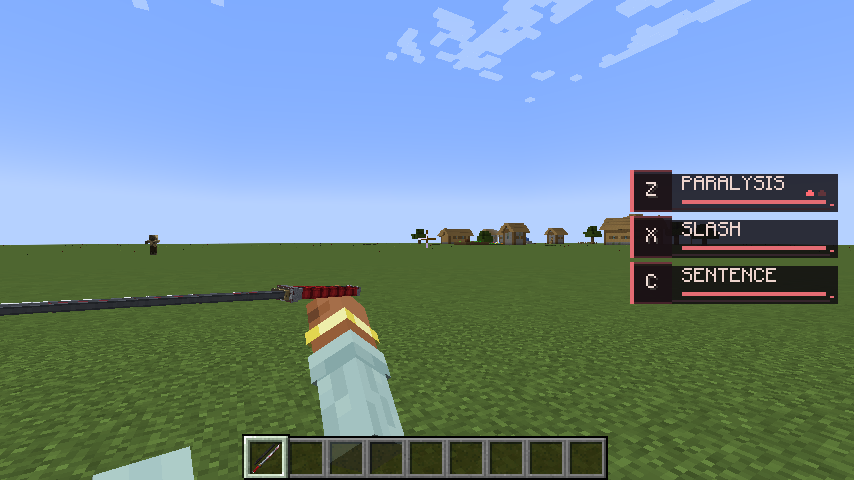 Z
PARALYSIS
X
SLASH
C
SENTENCE